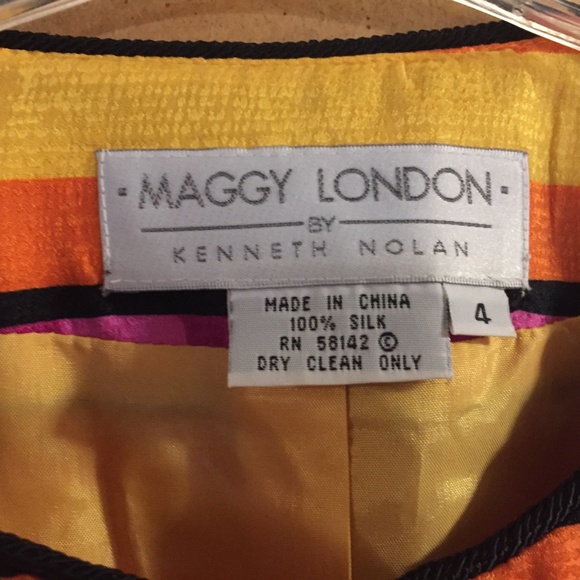 · MAGGY LONDON ·
BY
KENNETH NOLAN
MADE IN CHINA
100% SILK
RN 58142 ©
DRY CLEAN ONLY
4